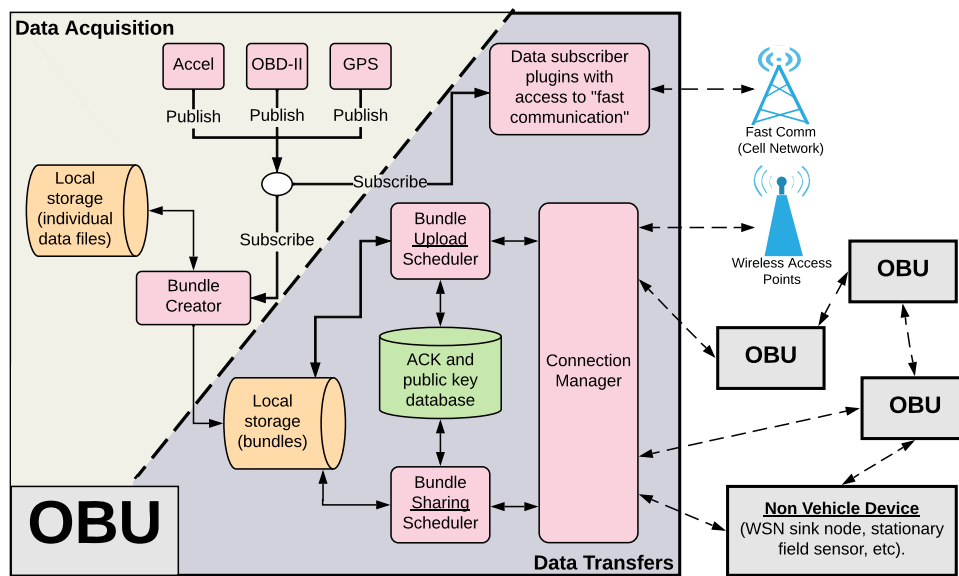 Data Acquisition
Accel
OBD-II
GPS
Publish
Publish
Publish
Data subscriber
plugins with
access to "fast
communication"
Fast Comm
(Cell Network)
Local
storage
(individual
data files)
Subscribe
Subscribe
Bundle
Creator
Bundle
Upload
Scheduler
Wireless Access
Points
OBU
OBU
OBU
ACK and
public key
database
Connection
Manager
Local
storage
(bundles)
Bundle
Sharing
Scheduler
Non Vehicle Device
(WSN sink node, stationary
field sensor, etc).
OBU
Data Transfers